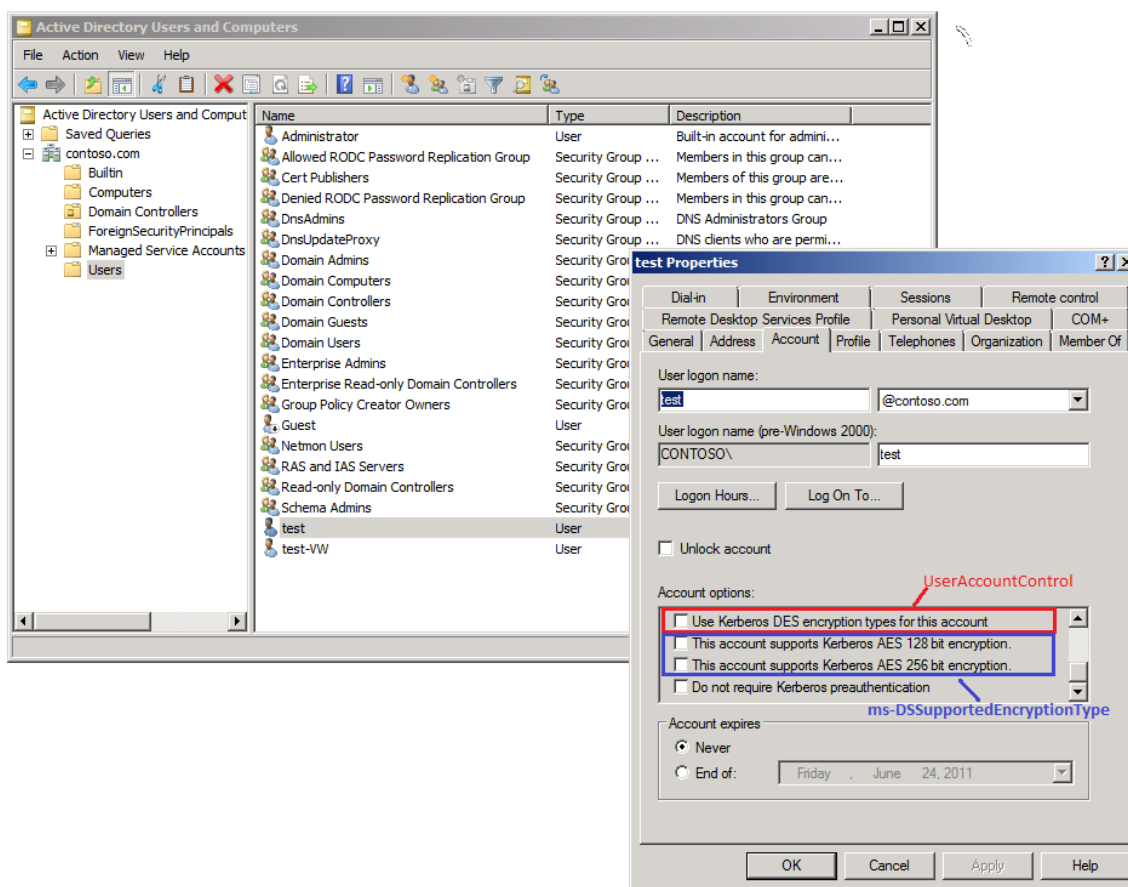 Active Directory Users and Computers
File Action View Help
Active Directory Users and Comput
Saved Queries
contoso.com
Builtin
Computers
Domain Controllers
ForeignSecurityPrincipals
Managed Service Accounts
Users
Name Type Description
Administrator User Built-in account for admini...
Allowed RODC Password Replication Group Security Group ... Members in this group can...
Cert Publishers Security Group ... Members of this group are...
Denied RODC Password Replication Group Security Group ... Members in this group can...
DnsAdmins Security Group ... DNS Administrators Group
DnsUpdateProxy Security Group ... DNS clients who are permi...
Domain Admins Security Gro
Domain Computers Security Gro
Domain Controllers Security Gro
Domain Guests Security Gro
Domain Users Security Gro
Enterprise Admins Security Gro
Enterprise Read-only Domain Controllers Security Gro
Group Policy Creator Owners Security Gro
Guest User
Netmon Users Security Gro
RAS and IAS Servers Security Gro
Read-only Domain Controllers Security Gro
Schema Admins Security Gro
test User
test-VW User
test Properties
Dial-in Environment Sessions Remote control
Remote Desktop Services Profile Personal Virtual Desktop COM+
General Address Account Profile Telephones Organization Member Of
User logon name:
test @contoso.com
User logon name (pre-Windows 2000):
CONTOSO\ test
Logon Hours... Log On To...
Unlock account
UserAccountControl
Account options:
Use Kerberos DES encryption types for this account
This account supports Kerberos AES 128 bit encryption.
This account supports Kerberos AES 256 bit encryption.
Do not require Kerberos preauthentication
ms-DSSupportedEncryptionType
Account expires
Never
End of: Friday , June 24, 2011
OK Cancel Apply Help